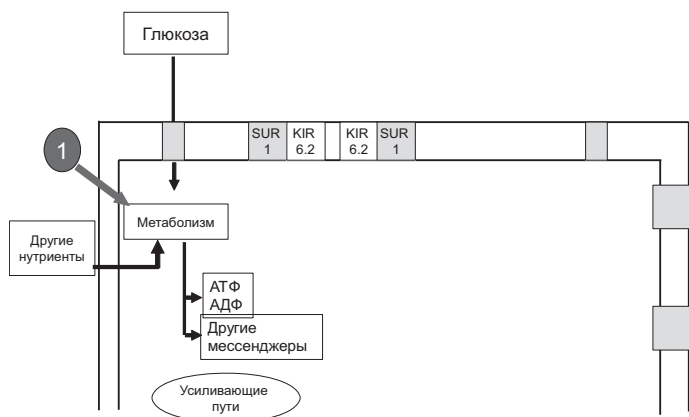 Глюкоза
SUR KIR KIR SUR
1 6.2 6.2 1
1
Метаболизм
Другие
нутриенты
АТФ
АДФ
Другие
мессенджеры
Усиливающие
пути